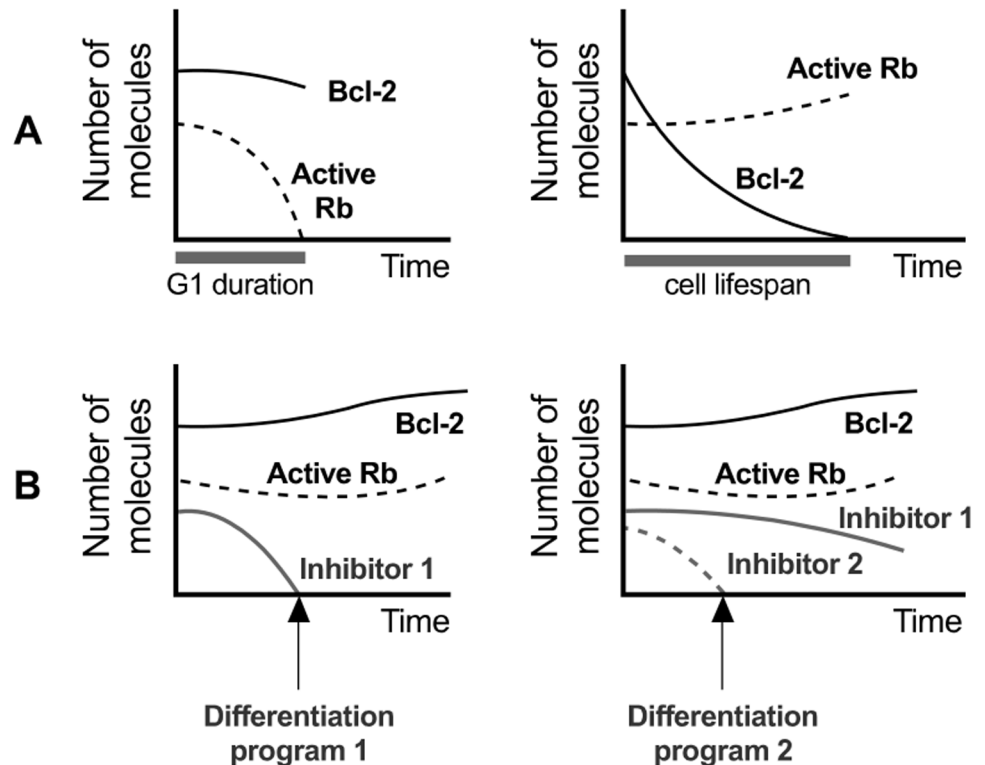 A
Number of
molecules
Bcl-2
Active
Rb
Time
G1 duration
Number of
molecules
Active Rb
Bcl-2
Time
cell lifespan
B
Number of
molecules
Bcl-2
Active Rb
Inhibitor 1
Time
Differentiation
program 1
Number of
molecules
Bcl-2
Active Rb
Inhibitor 1
Inhibitor 2
Time
Differentiation
program 2